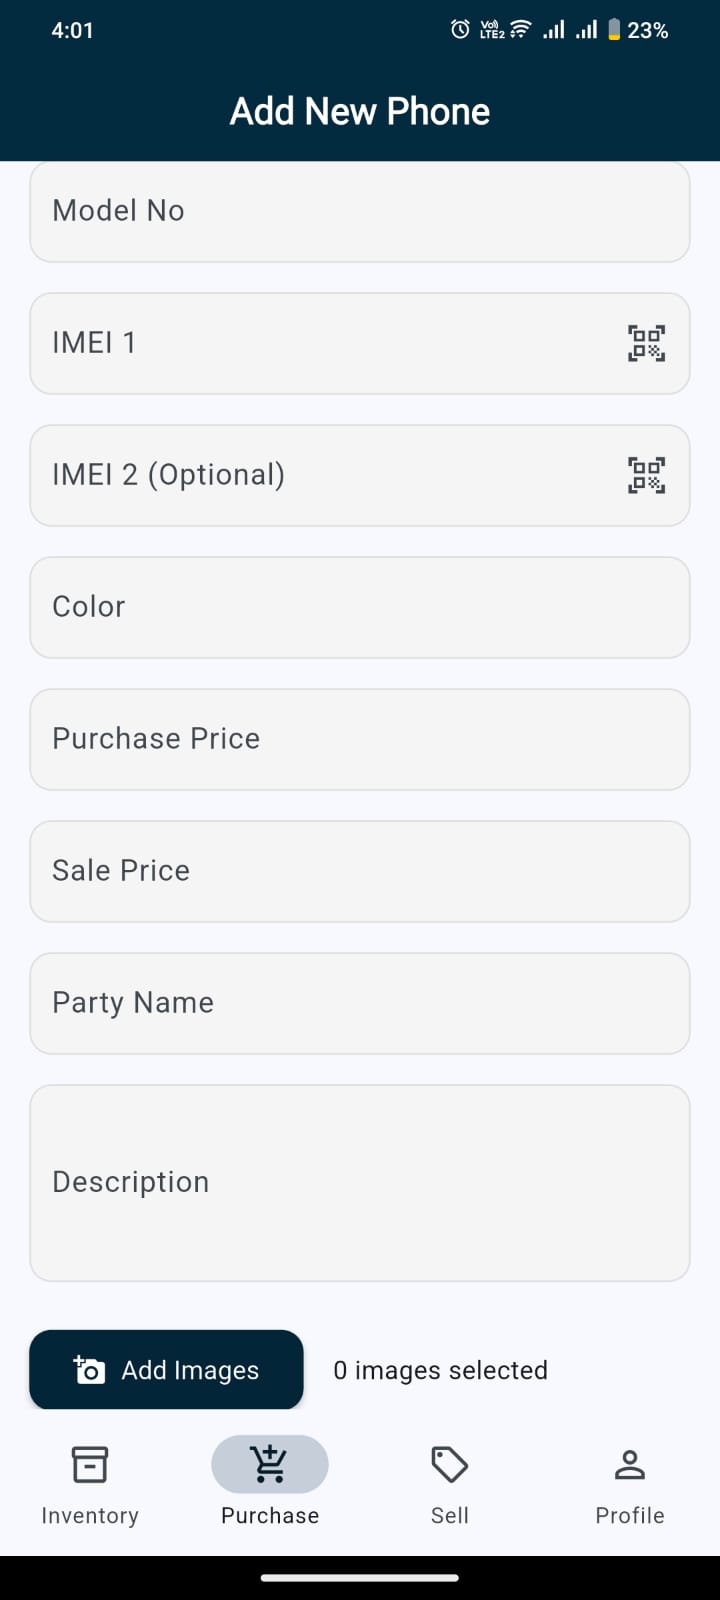 4:01
Vo)) LTE2 23%
Add New Phone
Model No
IMEI 1
IMEI 2 (Optional)
Color
Purchase Price
Sale Price
Party Name
Description
Add Images 0 images selected
Inventory Purchase Sell Profile